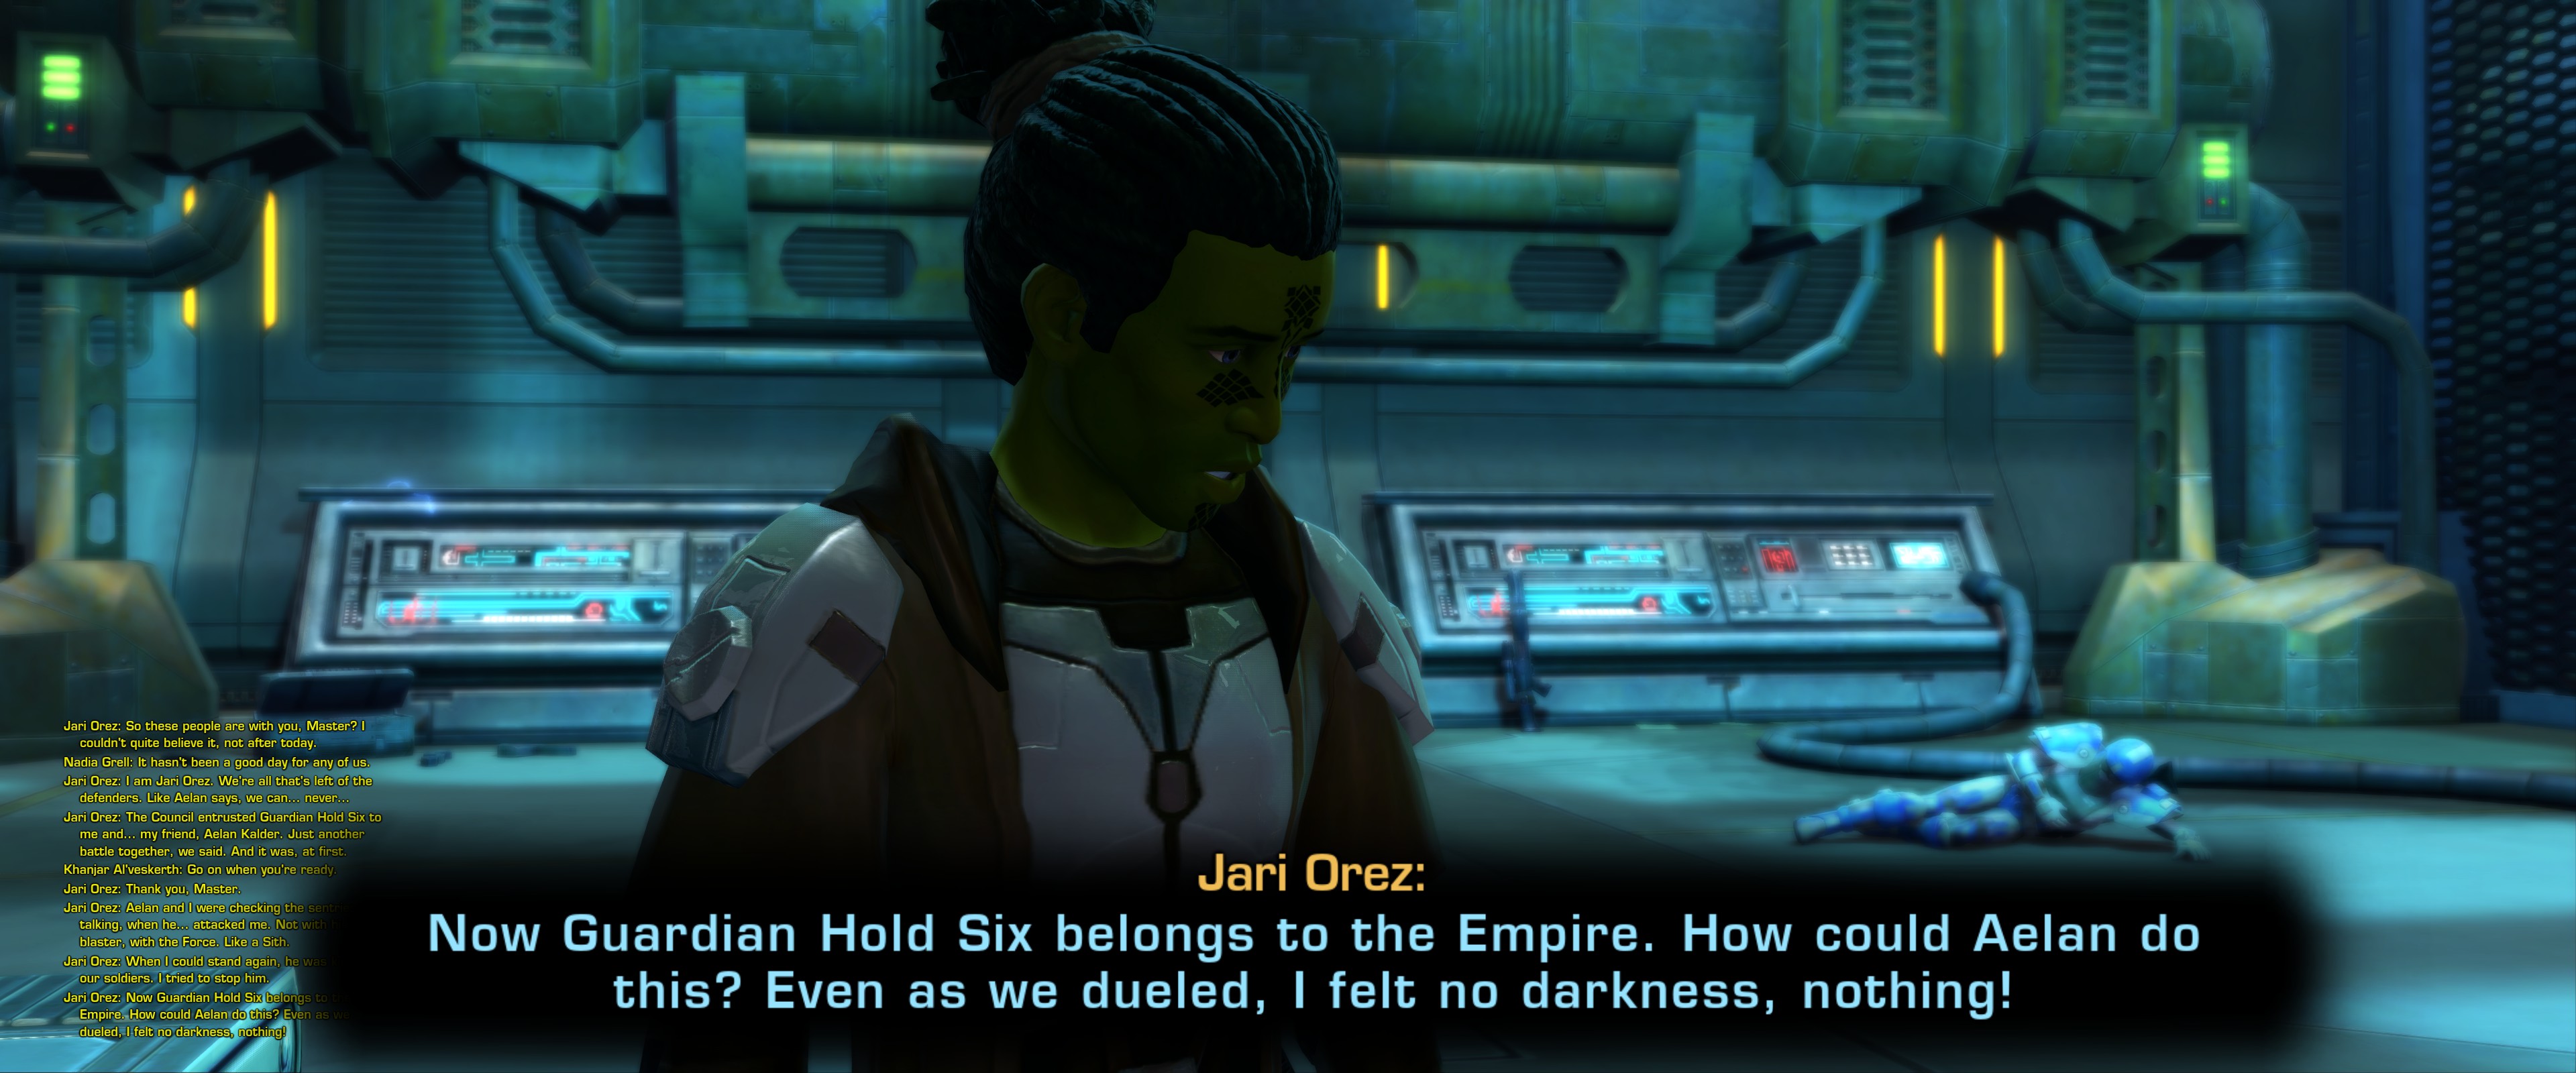 Jari Orez: So these people are with you, Master? I
couldn't quite believe it, not after today.
Nadia Grell: It hasn't been a good day for any of us.
Jari Orez: I am Jari Orez. We're all that's left of the
defenders. Like Aelan says, we can... never...
Jari Orez: The Council entrusted Guardian Hold Six to
me and... my friend, Aelan Kalder. Just another
battle together, we said. And it was, at first.
Khanjar Al'veskerth: Go on when you're ready.
Jari Orez: Thank you, Master.
Jari Orez: Aelan and I were checking the
talking, when he... attacked me. Not with
blaster, with the Force. Like a Sith.
Jari Orez: When I could stand again, he was
our soldiers. I tried to stop him.
Jari Orez: Now Guardian Hold Six belongs to
Empire. How could Aelan do this? Even as we
dueled, I felt no darkness, nothing!
Jari Orez:
Now Guardian Hold Six belongs to the Empire. How could Aelan do
this? Even as we dueled, I felt no darkness, nothing!